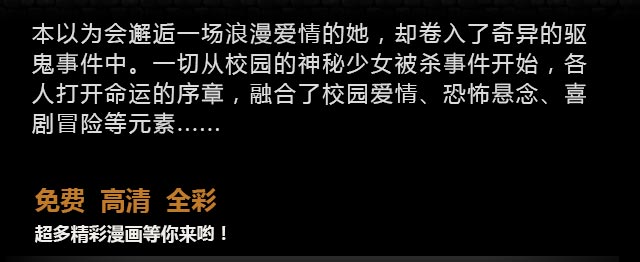 本以为会邂逅一场浪漫爱情的她，却卷入了奇异的驱
鬼事件中。一切从校园的神秘少女被杀事件开始，各
人打开命运的序章，融合了校园爱情、恐怖悬念、喜
剧冒险等元素......
免费 高清 全彩
超多精彩漫画等你来哟！